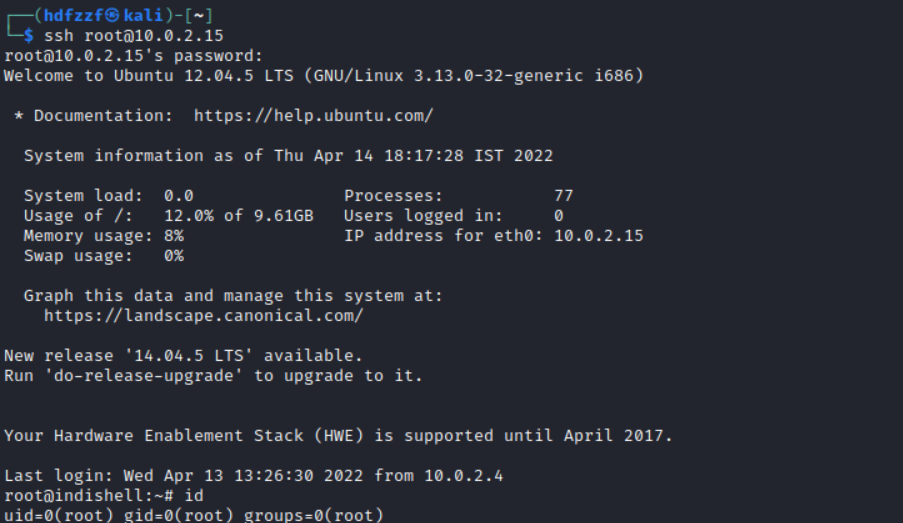 ┌──(hdfzzf㉿kali)-[~]
└─$ ssh root@10.0.2.15
root@10.0.2.15's password:
Welcome to Ubuntu 12.04.5 LTS (GNU/Linux 3.13.0-32-generic i686)
* Documentation:  https://help.ubuntu.com/
System information as of Thu Apr 14 18:17:28 IST 2022
System load:  0.0               Processes:           77
Usage of /:   12.0% of 9.61GB   Users logged in:     0
Memory usage: 8%                IP address for eth0: 10.0.2.15
Swap usage:   0%
Graph this data and manage this system at:
https://landscape.canonical.com/
New release '14.04.5 LTS' available.
Run 'do-release-upgrade' to upgrade to it.
Your Hardware Enablement Stack (HWE) is supported until April 2017.
Last login: Wed Apr 13 13:26:30 2022 from 10.0.2.4
root@indishell:~# id
uid=0(root) gid=0(root) groups=0(root)